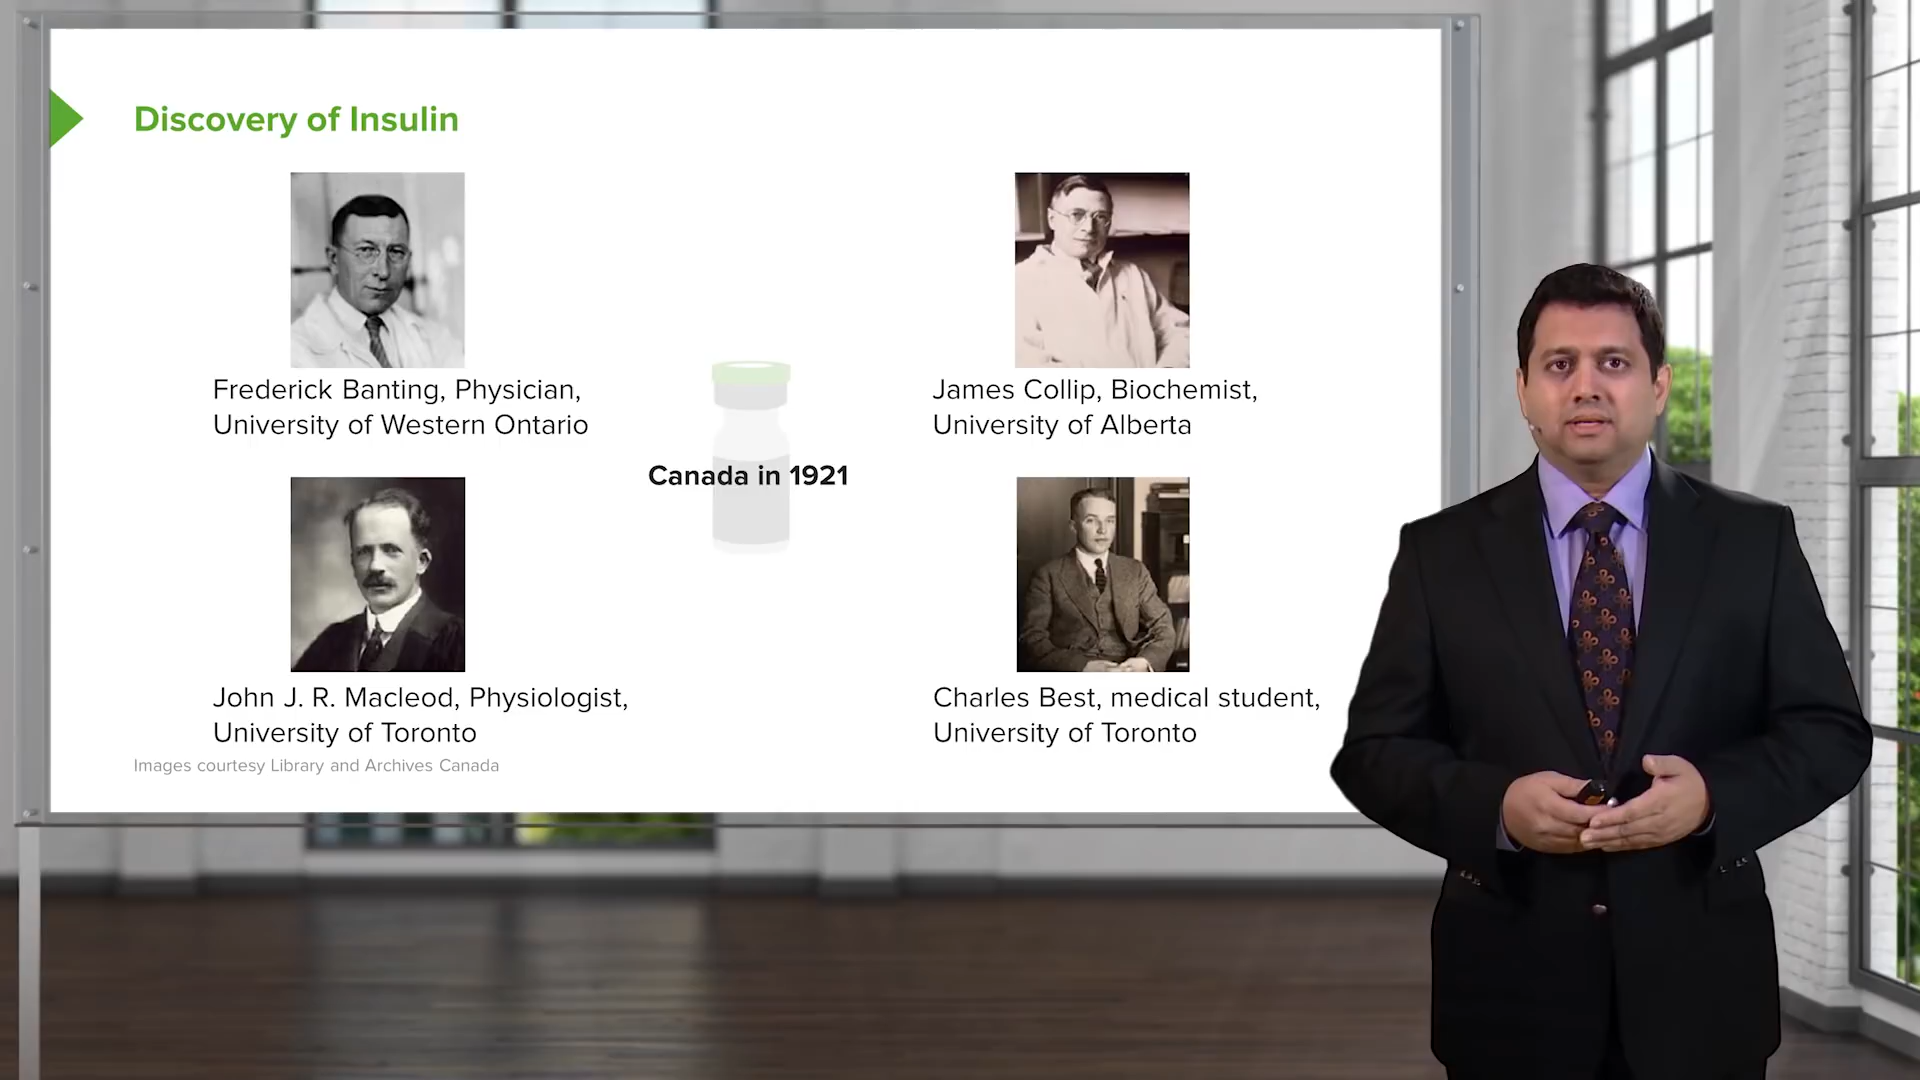 Discovery of Insulin
Frederick Banting, Physician,
University of Western Ontario
James Collip, Biochemist,
University of Alberta
Canada in 1921
John J. R. Macleod, Physiologist,
University of Toronto
Charles Best, medical student,
University of Toronto
Images courtesy Library and Archives Canada